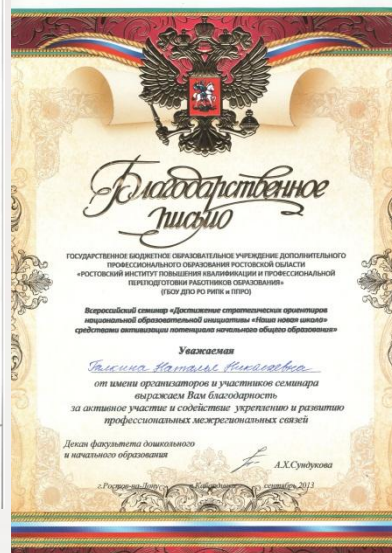 Благодарственное
письмо
ГОСУДАРСТВЕННОЕ БЮДЖЕТНОЕ ОБРАЗОВАТЕЛЬНОЕ УЧРЕЖДЕНИЕ ДОПОЛНИТЕЛЬНОГО
ПРОФЕССИОНАЛЬНОГО ОБРАЗОВАНИЯ РОСТОВСКОЙ ОБЛАСТИ
«РОСТОВСКИЙ ИНСТИТУТ ПОВЫШЕНИЯ КВАЛИФИКАЦИИ И ПРОФЕССИОНАЛЬНОЙ
ПЕРЕПОДГОТОВКИ РАБОТНИКОВ ОБРАЗОВАНИЯ»
(ГБОУ ДПО РО РИПК и ППРО)
Всероссийский семинар «Достижение стратегических ориентиров
национальной образовательной инициативы «Наша новая школа»
средствами активизации потенциала начального общего образования»
Уважаемая
Галкина Наталья Николаевна
от имени организаторов и участников семинара
выражаем Вам благодарность
за активное участие и содействие укреплению и развитию
профессиональных межрегиональных связей
Декан факультета дошкольного
и начального образования
А.Х.Сундукова
г.Ростов-на-Дону сентябрь 2013